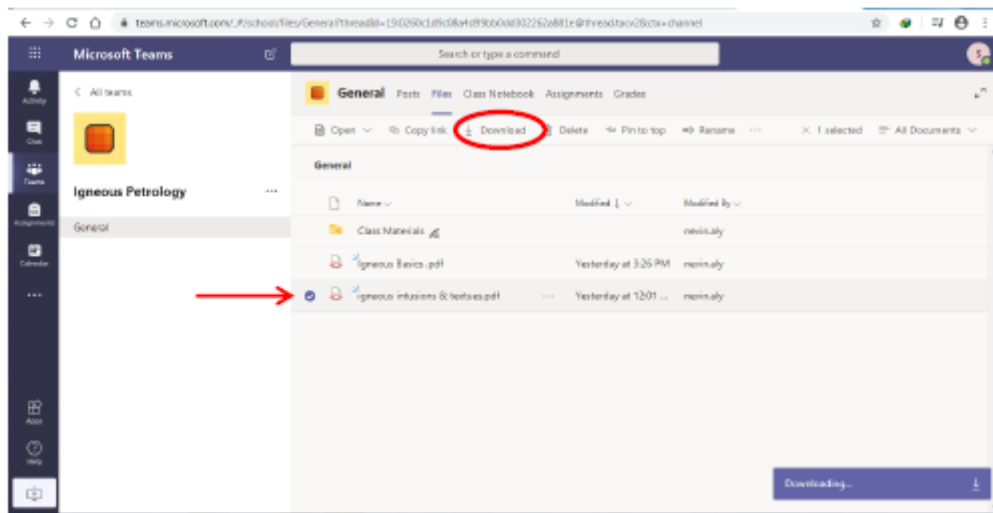 Microsoft Teams
Search or type a command
S
Activity
Chat
Teams
Assignments
Calendar
Apps
Help
All teams
Igneous Petrology
General
General Posts Files Class Notebook Assignments Grades
Open Copy link Download Delete Pin to top Rename 1 selected All Documents
General
Name Modified Modified By
Class Materials nevin.aly
Igneous Basics .pdf Yesterday at 3:26 PM nevin.aly
igneous intusions & textues.pdf Yesterday at 12:01 ... nevin.aly
Downloading...